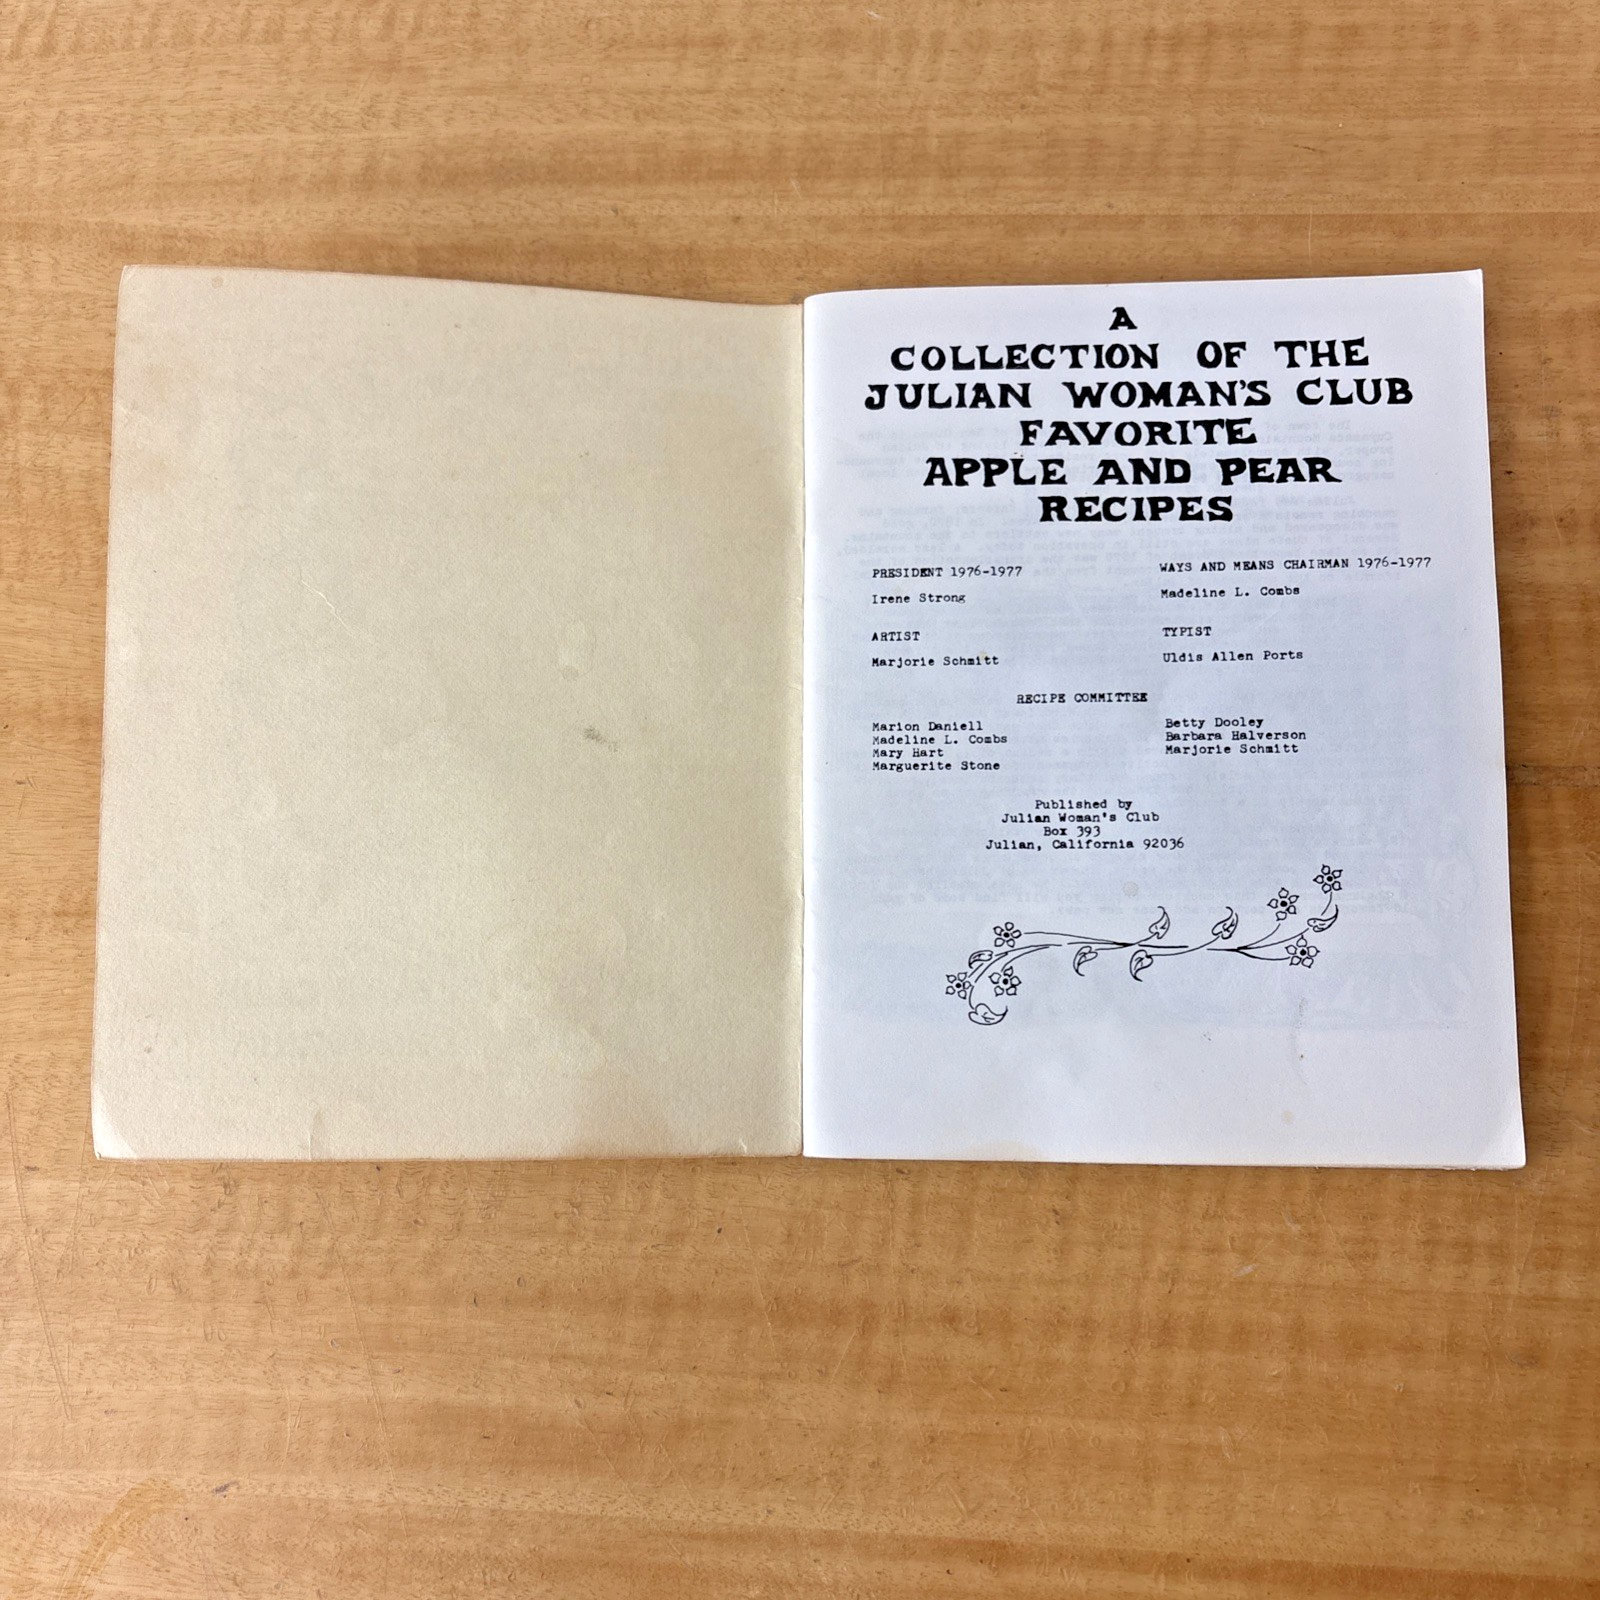 A
COLLECTION OF THE
JULIAN WOMAN'S CLUB
FAVORITE
APPLE AND PEAR
RECIPES
PRESIDENT 1976-1977
Irene Strong
WAYS AND MEANS CHAIRMAN 1976-1977
Madeline L. Combs
ARTIST
Marjorie Schmitt
TYPIST
Uldis Allen Ports
RECIPE COMMITTEE
Marion Daniell
Madeline L. Combs
Mary Hart
Marguerite Stone
Betty Dooley
Barbara Halverson
Marjorie Schmitt
Published by
Julian Woman's Club
Box 393
Julian, California 92036